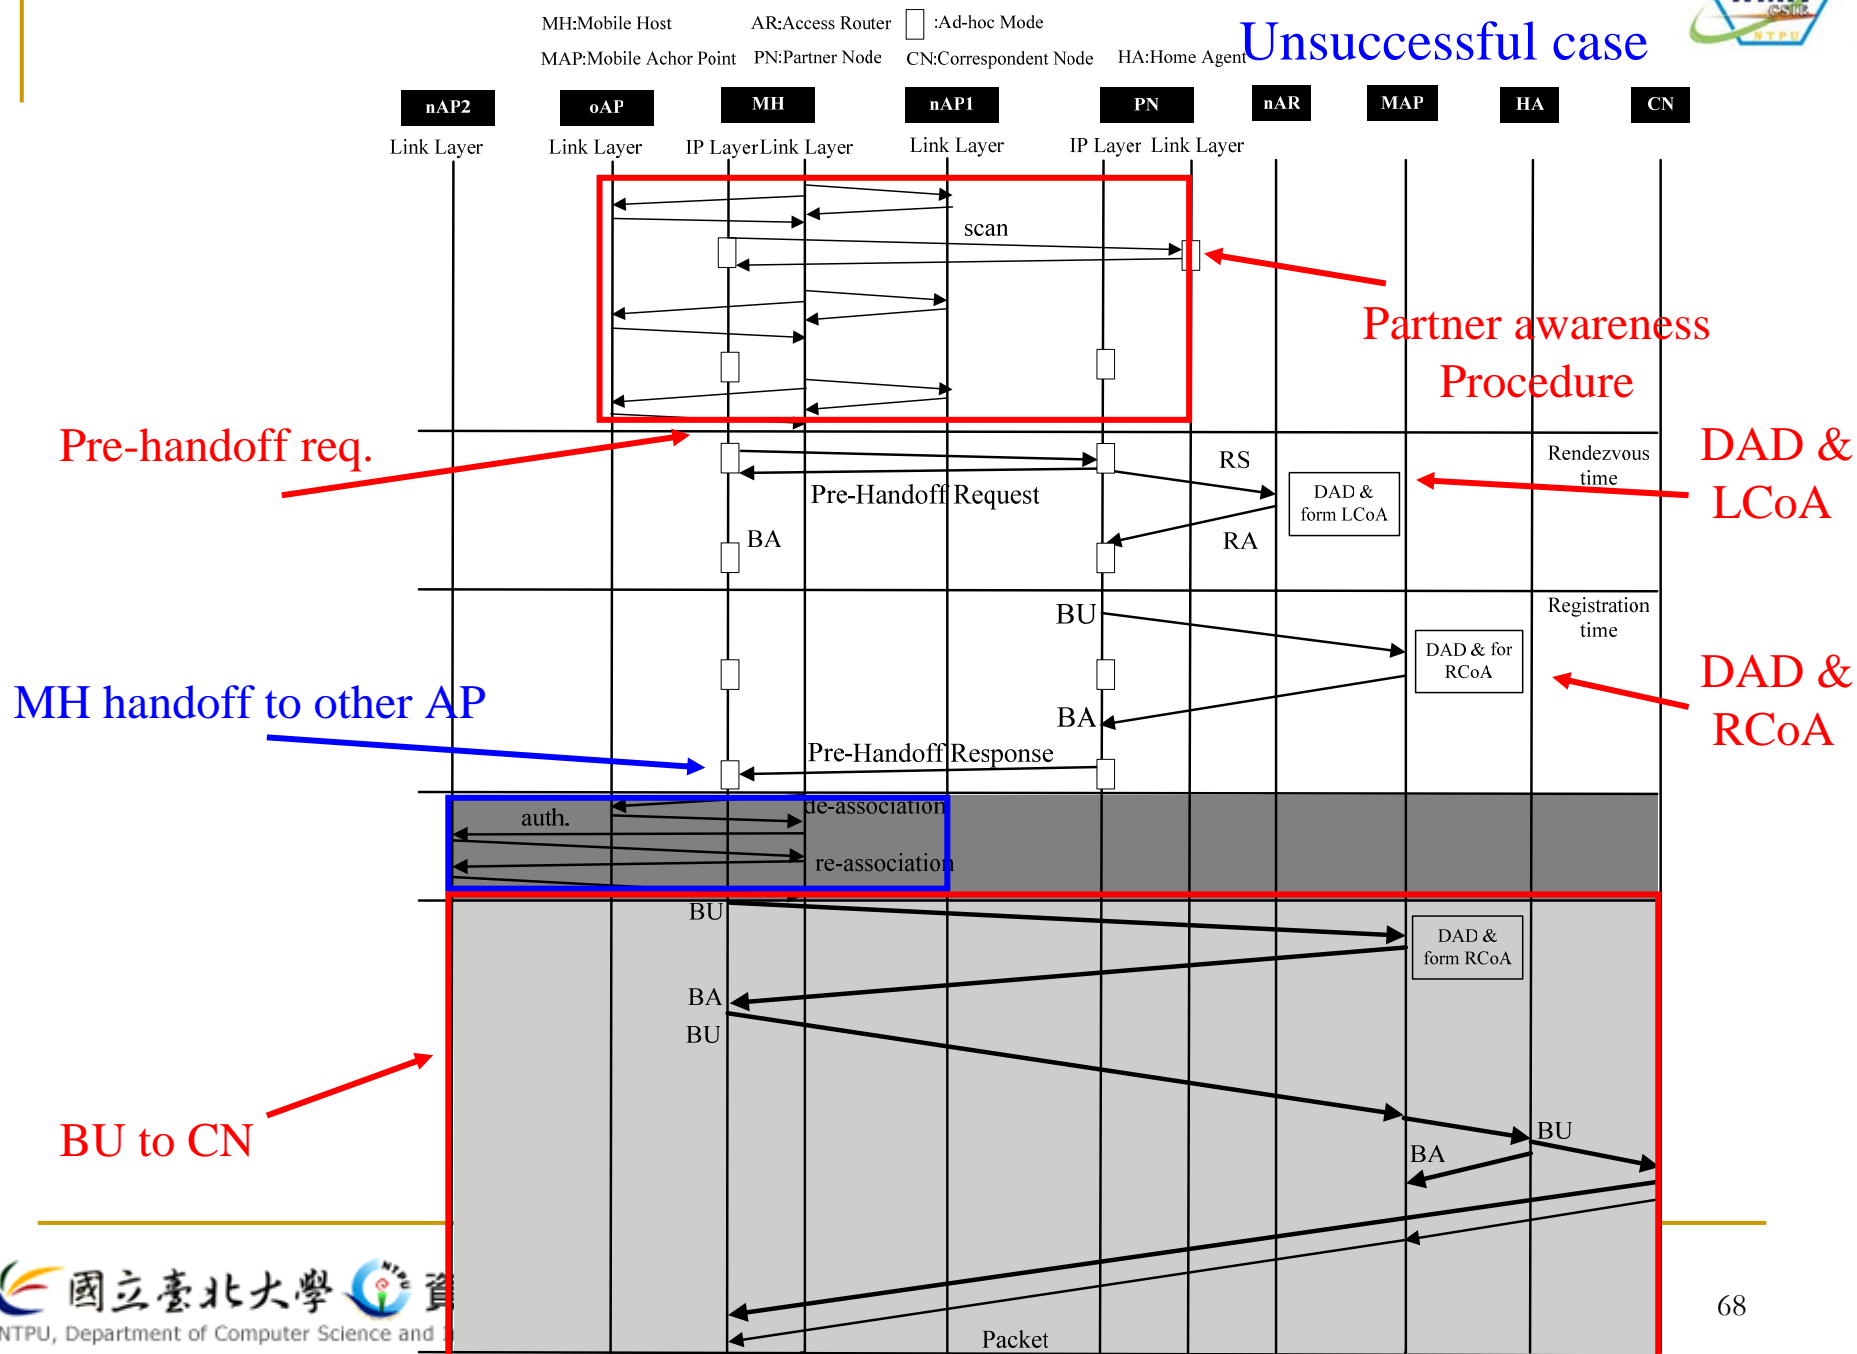 MH:Mobile Host AR:Access Router :Ad-hoc Mode
Unsuccessful case
MAP:Mobile Achor Point PN:Partner Node CN:Correspondent Node HA:Home Agent
CSIE
NTPU
nAP2 oAP MH nAP1 PN nAR MAP HA CN
Link Layer Link Layer IP Layer Link Layer Link Layer IP Layer Link Layer
scan
Partner awareness
Procedure
Pre-handoff req.
RS
Rendezvous
time
DAD &
LCoA
Pre-Handoff Request
DAD &
form LCoA
BA
RA
BU
Registration
time
DAD & for
RCoA
DAD &
RCoA
MH handoff to other AP
BA
Pre-Handoff Response
de-association
auth.
re-association
BU
DAD &
form RCoA
BA
BU
BU to CN
BU
BA
國立臺北大學 NTPU 資
NTPU, Department of Computer Science and
68
Packet